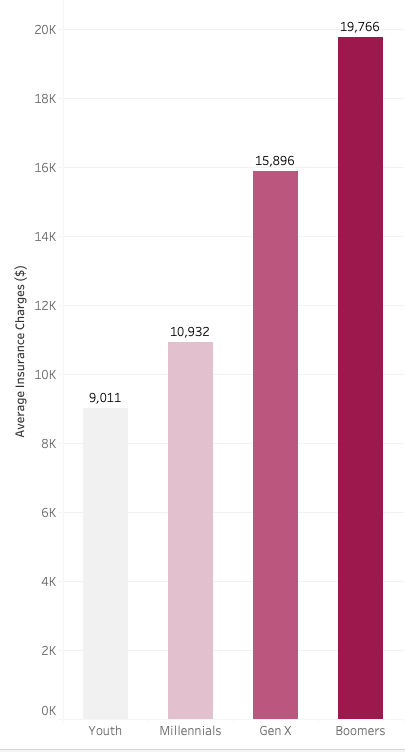 20K
18K
16K
14K
12K
10K
8K
6K
4K
2K
0K
Average Insurance Charges ($)
9,011
10,932
15,896
19,766
Youth
Millennials
Gen X
Boomers